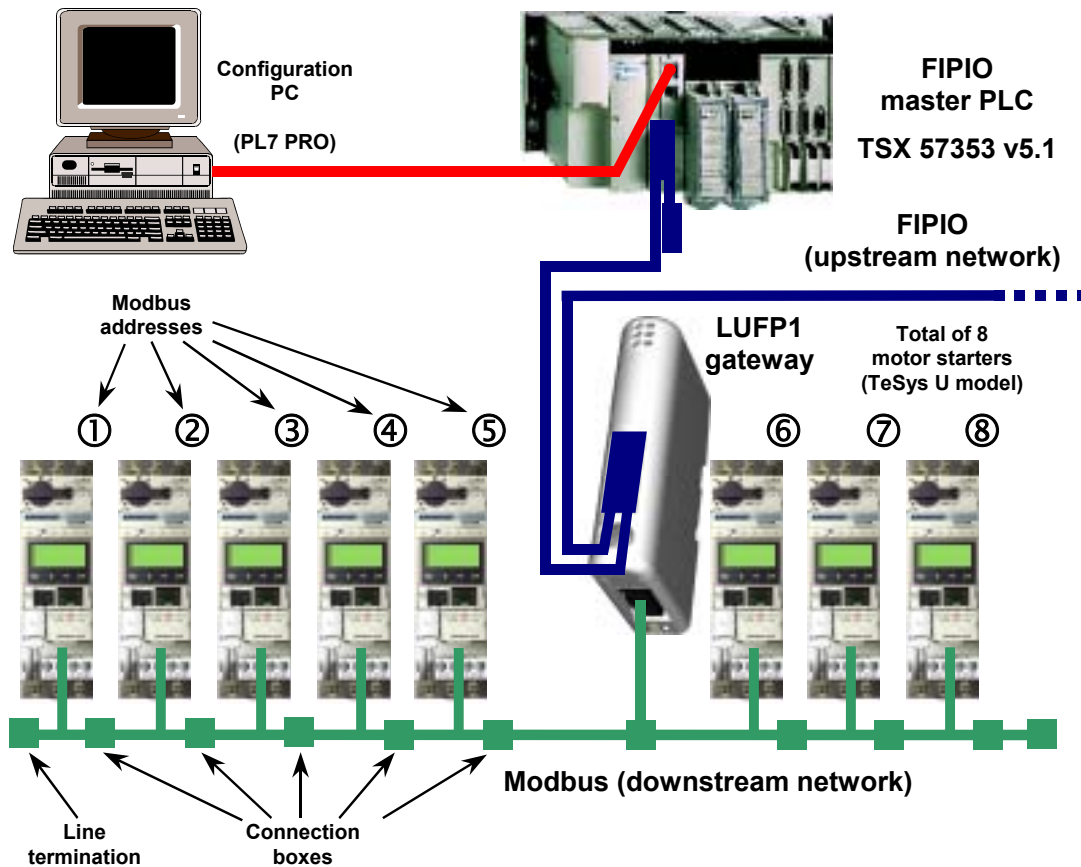 Configuration
PC
(PL7 PRO)
FIPIO
master PLC
TSX 57353 v5.1
FIPIO
(upstream network)
Modbus
addresses
LUFP1
gateway
Total of 8
motor starters
(TeSys U model)
① ② ③ ④ ⑤ ⑥ ⑦ ⑧
Modbus (downstream network)
Line
termination
Connection
boxes